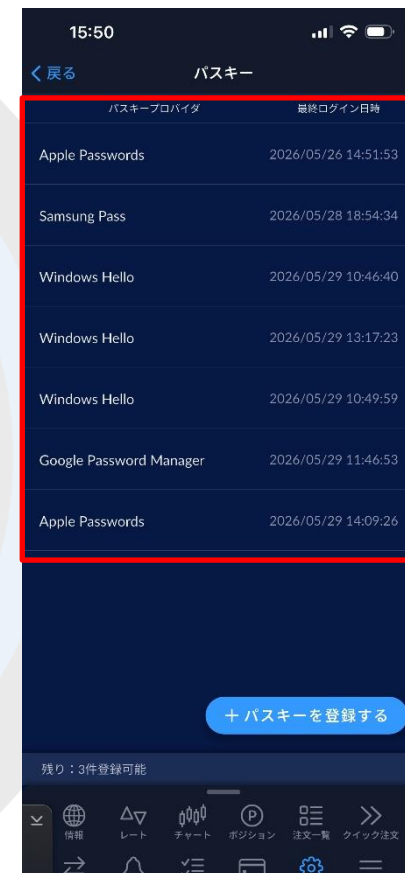 15:50
戻る パスキー
パスキープロバイダ 最終ログイン日時
Apple Passwords 2026/05/26 14:51:53
Samsung Pass 2026/05/28 18:54:34
Windows Hello 2026/05/29 10:46:40
Windows Hello 2026/05/29 13:17:23
Windows Hello 2026/05/29 10:49:59
Google Password Manager 2026/05/29 11:46:53
Apple Passwords 2026/05/29 14:09:26
+ パスキーを登録する
残り：3件登録可能
情報 レート チャート ポジション 注文一覧 クイック注文